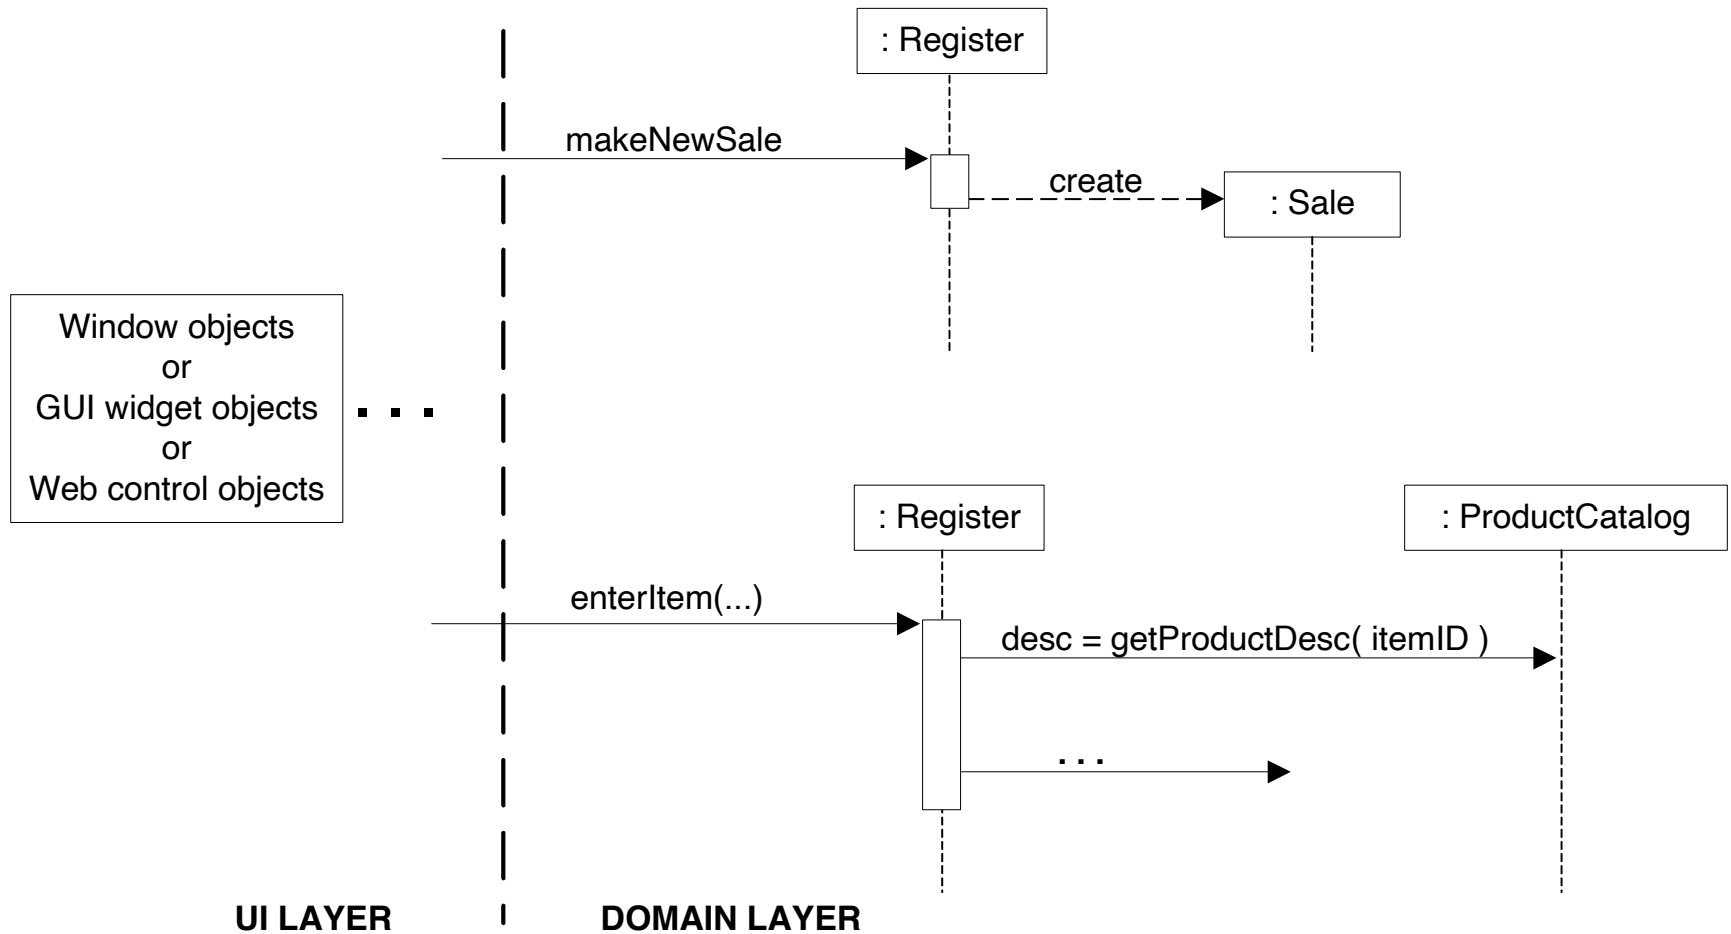 : Register
makeNewSale
create
: Sale
Window objects
or
GUI widget objects
or
Web control objects
. . .
: Register
: ProductCatalog
enterItem(...)
desc = getProductDesc( itemID )
. . .
UI LAYER
DOMAIN LAYER